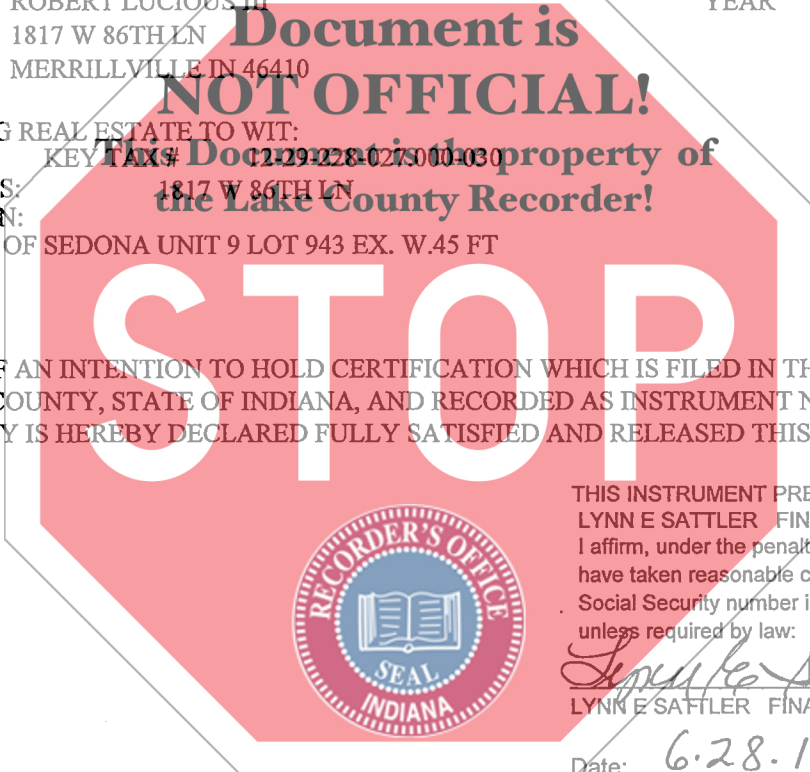 ROBERT LUCIOUS III YEAR
Document is
1817 W 86TH LN
MERRILLVILLE IN 46410
NOT OFFICIAL!
G REAL ESTATE TO WIT:
This Document is the property of
KEY TAX # 12-29-228-027.000-030
S: 1817 W 86TH LN
the Lake County Recorder!
N:
OF SEDONA UNIT 9 LOT 943 EX. W.45 FT
STOP
F AN INTENTION TO HOLD CERTIFICATION WHICH IS FILED IN TH
COUNTY, STATE OF INDIANA, AND RECORDED AS INSTRUMENT N
Y IS HEREBY DECLARED FULLY SATISFIED AND RELEASED THIS
THIS INSTRUMENT PRE
LYNN E SATTLER FIN
I affirm, under the penalt
have taken reasonable c
Social Security number i
unless required by law:
RECORDER'S OFFICE
SEAL
INDIANA
LYNN E SATTLER FINA
Date: 6.28.1